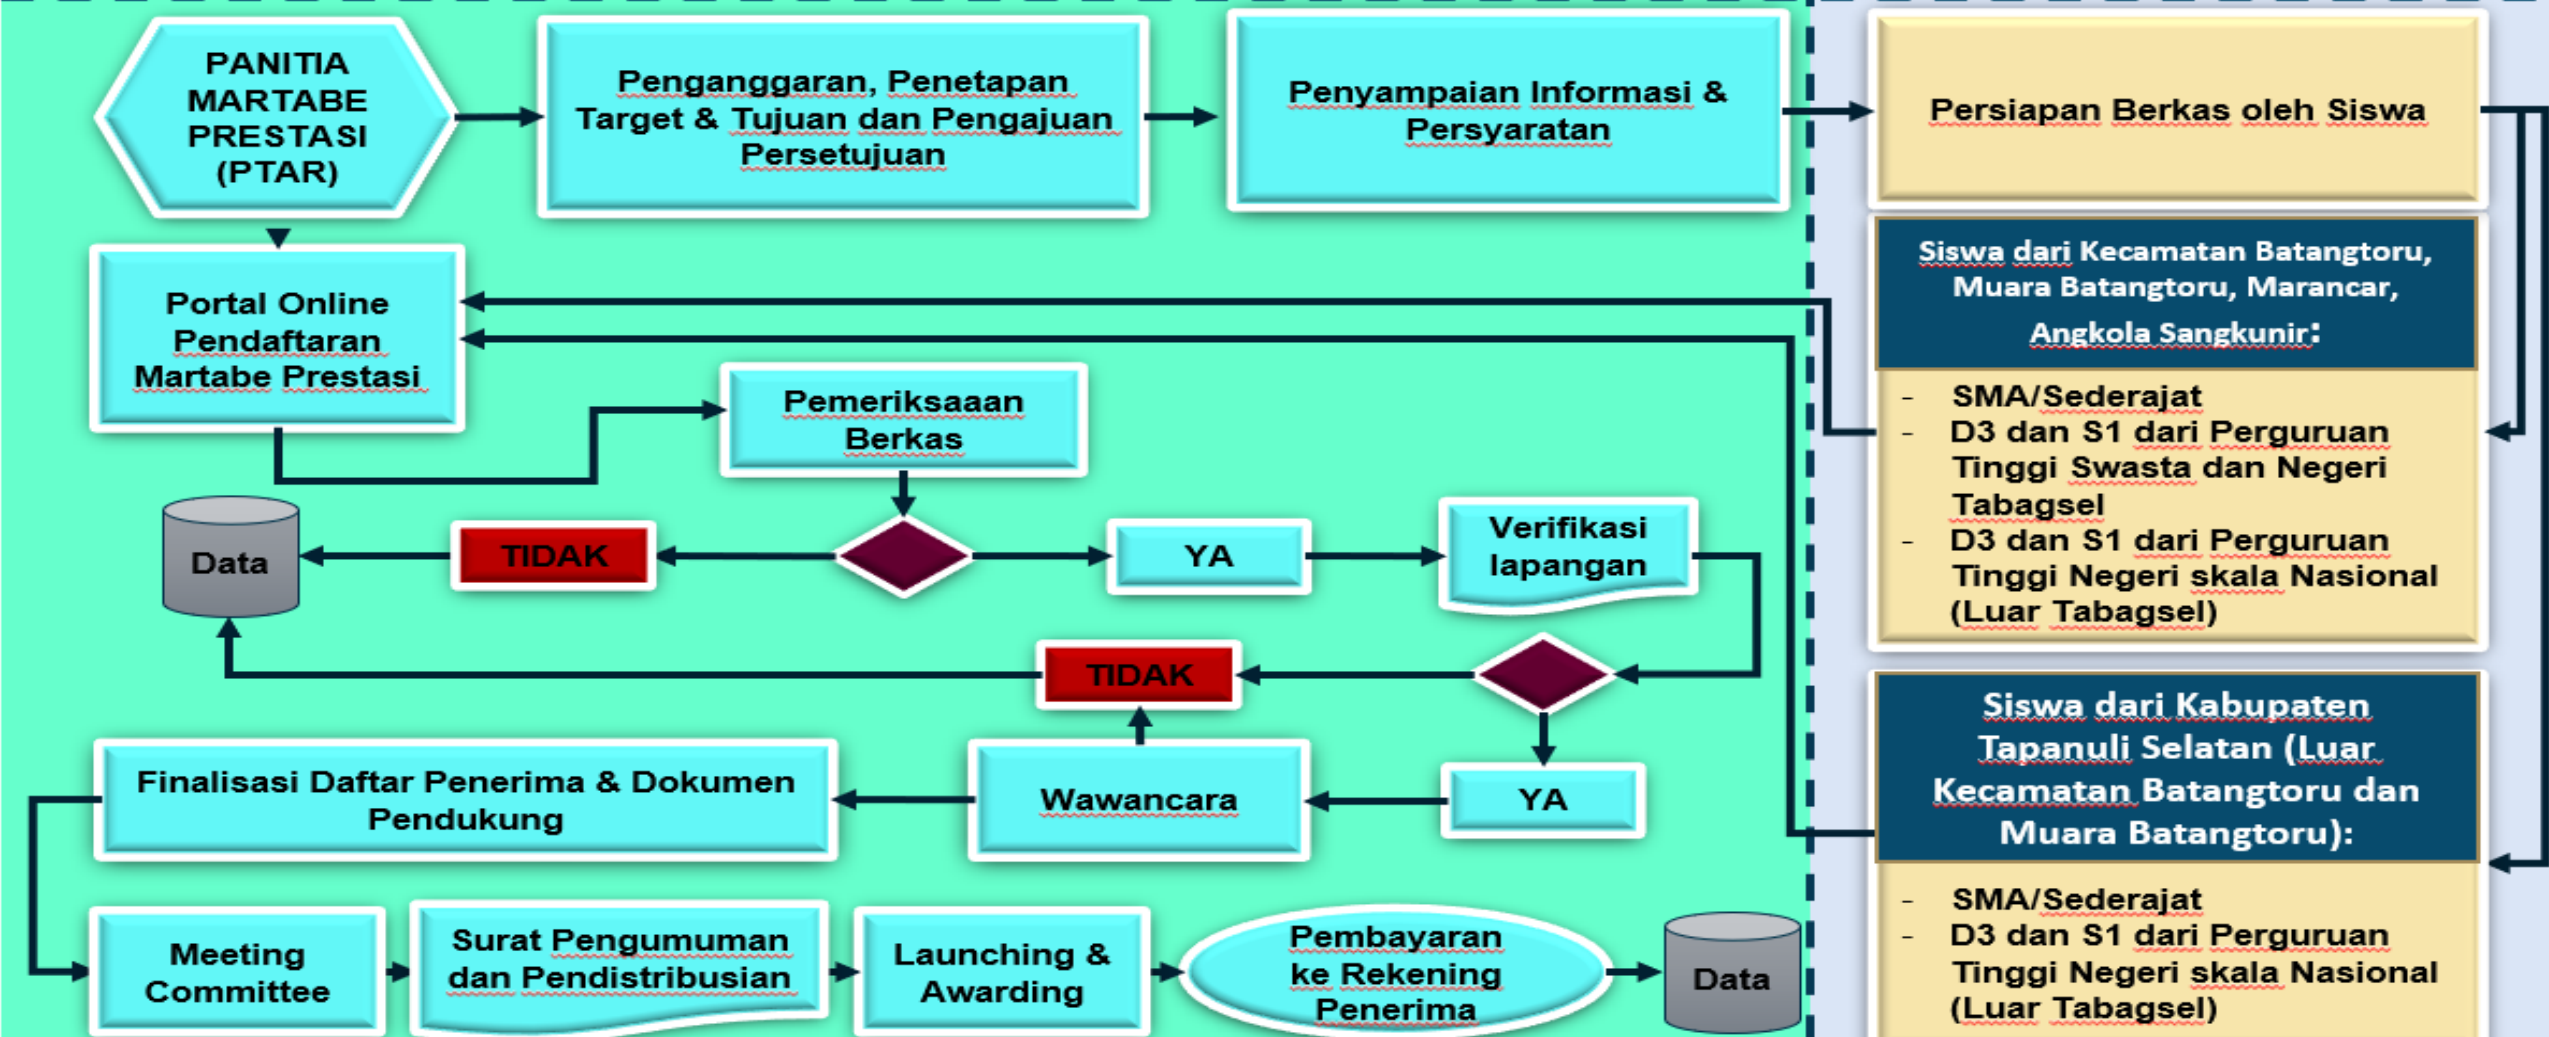 PANITIA
MARTABE
PRESTASI
(PTAR)
Penganggaran, Penetapan
Target & Tujuan dan Pengajuan
Persetujuan
Penyampaian Informasi &
Persyaratan
Persiapan Berkas oleh Siswa
Siswa dari Kecamatan Batangtoru,
Muara Batangtoru, Marancar,
Angkola Sangkunir:
- SMA/Sederajat
- D3 dan S1 dari Perguruan
Tinggi Swasta dan Negeri
Tabagsel
- D3 dan S1 dari Perguruan
Tinggi Negeri skala Nasional
(Luar Tabagsel)
Siswa dari Kabupaten
Tapanuli Selatan (Luar
Kecamatan Batangtoru dan
Muara Batangtoru):
- SMA/Sederajat
- D3 dan S1 dari Perguruan
Tinggi Negeri skala Nasional
(Luar Tabagsel)
Portal Online
Pendaftaran
Martabe Prestasi
Pemeriksaaan
Berkas
Data
TIDAK
YA
Verifikasi
lapangan
TIDAK
YA
Wawancara
Finalisasi Daftar Penerima & Dokumen
Pendukung
Meeting
Committee
Surat Pengumuman
dan Pendistribusian
Launching &
Awarding
Pembayaran
ke Rekening
Penerima
Data